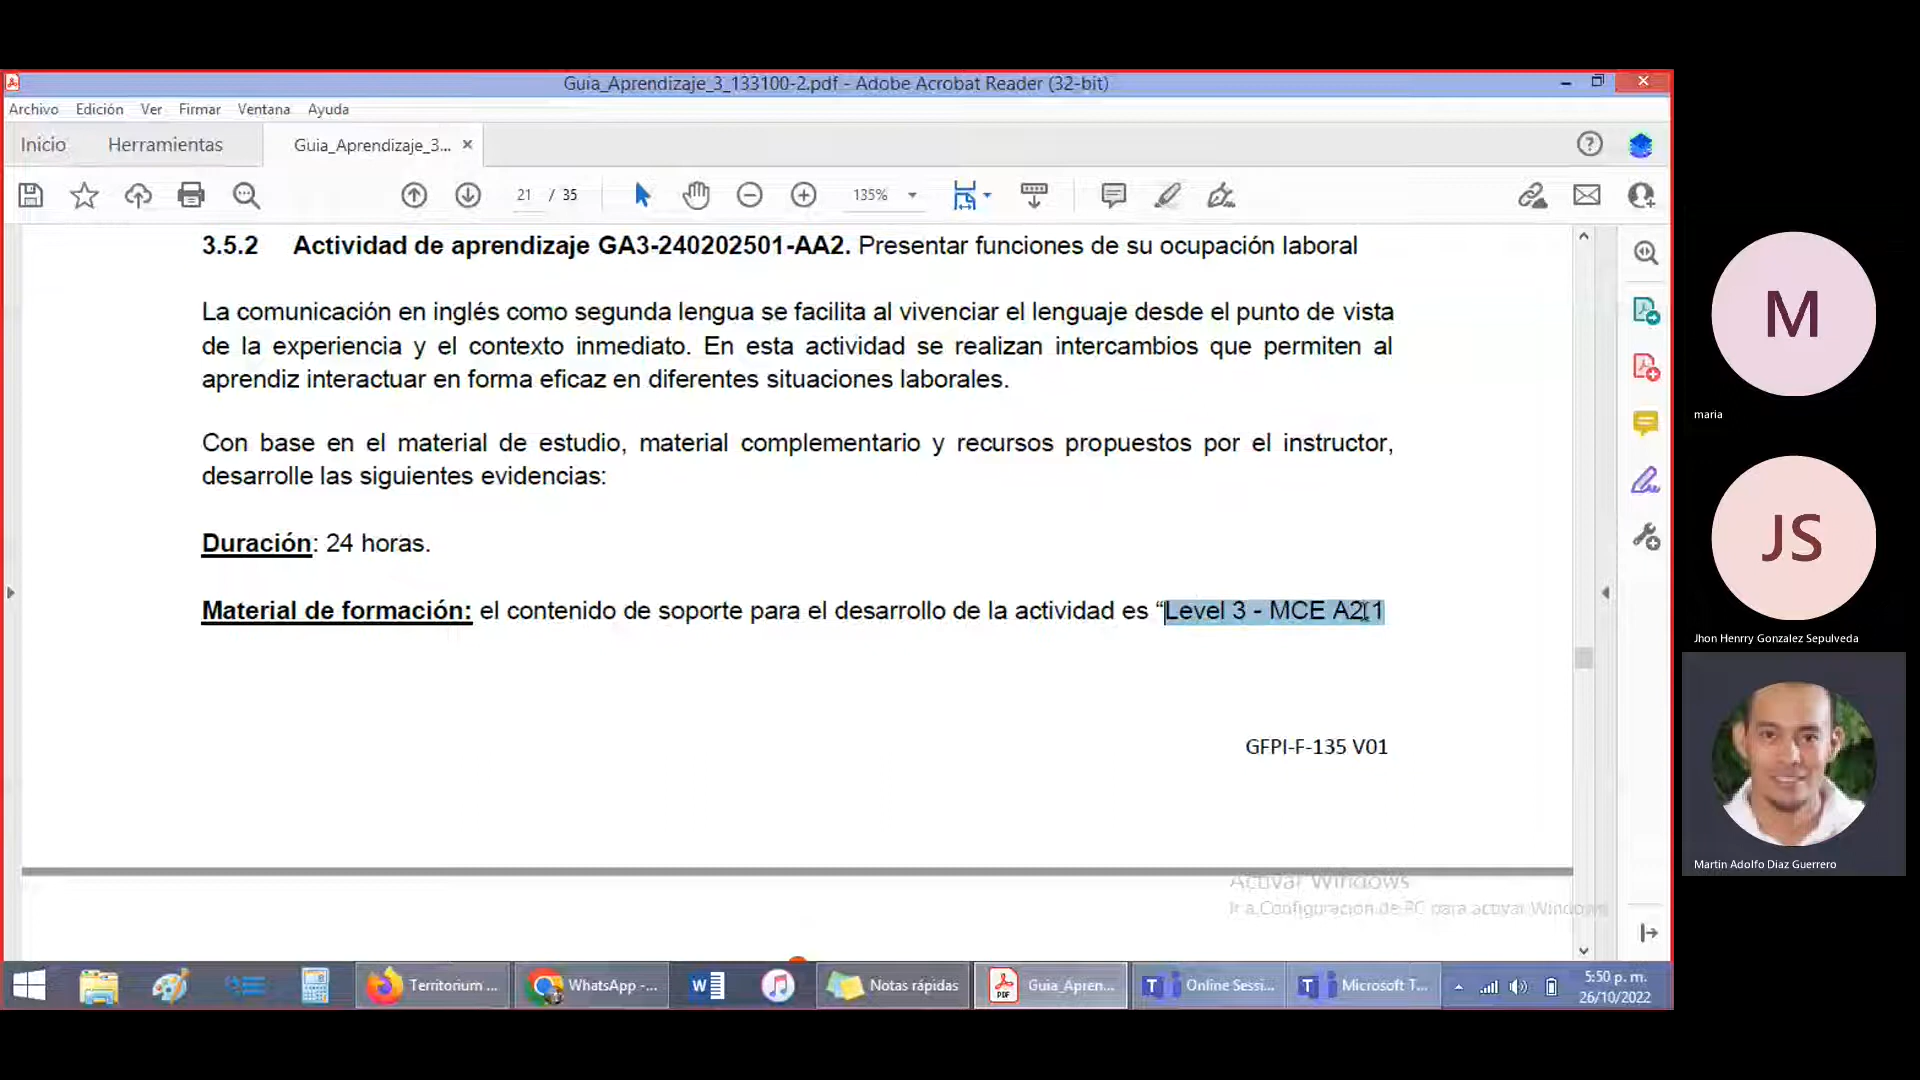 Guia_Aprendizaje_3_133100-2.pdf - Adobe Acrobat Reader (32-bit)
Archivo Edición Ver Firmar Ventana Ayuda
Inicio Herramientas Guia_Aprendizaje_3... ×
21 / 35 135%
3.5.2 Actividad de aprendizaje GA3-240202501-AA2. Presentar funciones de su ocupación laboral
La comunicación en inglés como segunda lengua se facilita al vivenciar el lenguaje desde el punto de vista
de la experiencia y el contexto inmediato. En esta actividad se realizan intercambios que permiten al
aprendiz interactuar en forma eficaz en diferentes situaciones laborales.
Con base en el material de estudio, material complementario y recursos propuestos por el instructor,
desarrolle las siguientes evidencias:
Duración: 24 horas.
Material de formación: el contenido de soporte para el desarrollo de la actividad es “Level 3 - MCE A2.1
GFPI-F-135 V01
Activar Windows
Ir a Configuración de PC para activar Windows
Territorium ... WhatsApp -... Notas rápidas Guia_Apren... Online Sessi... Microsoft T...
5:50 p. m.
26/10/2022
M
maria
JS
Jhon Henrry Gonzalez Sepulveda
Martin Adolfo Diaz Guerrero